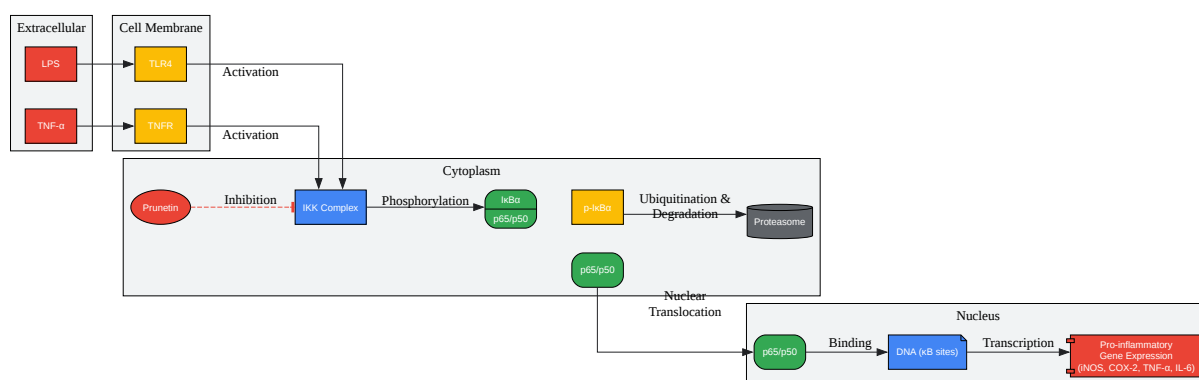 Extracellular
Cell Membrane
LPS
TLR4
Activation
TNF-α
TNFR
Activation
Cytoplasm
Prunetin
Inhibition
IKK Complex
Phosphorylation
IκBα
p65/p50
p-IκBα
Ubiquitination &
Degradation
Proteasome
p65/p50
Nuclear
Translocation
Nucleus
p65/p50
Binding
DNA (κB sites)
Transcription
Pro-inflammatory
Gene Expression
(iNOS, COX-2, TNF-α, IL-6)